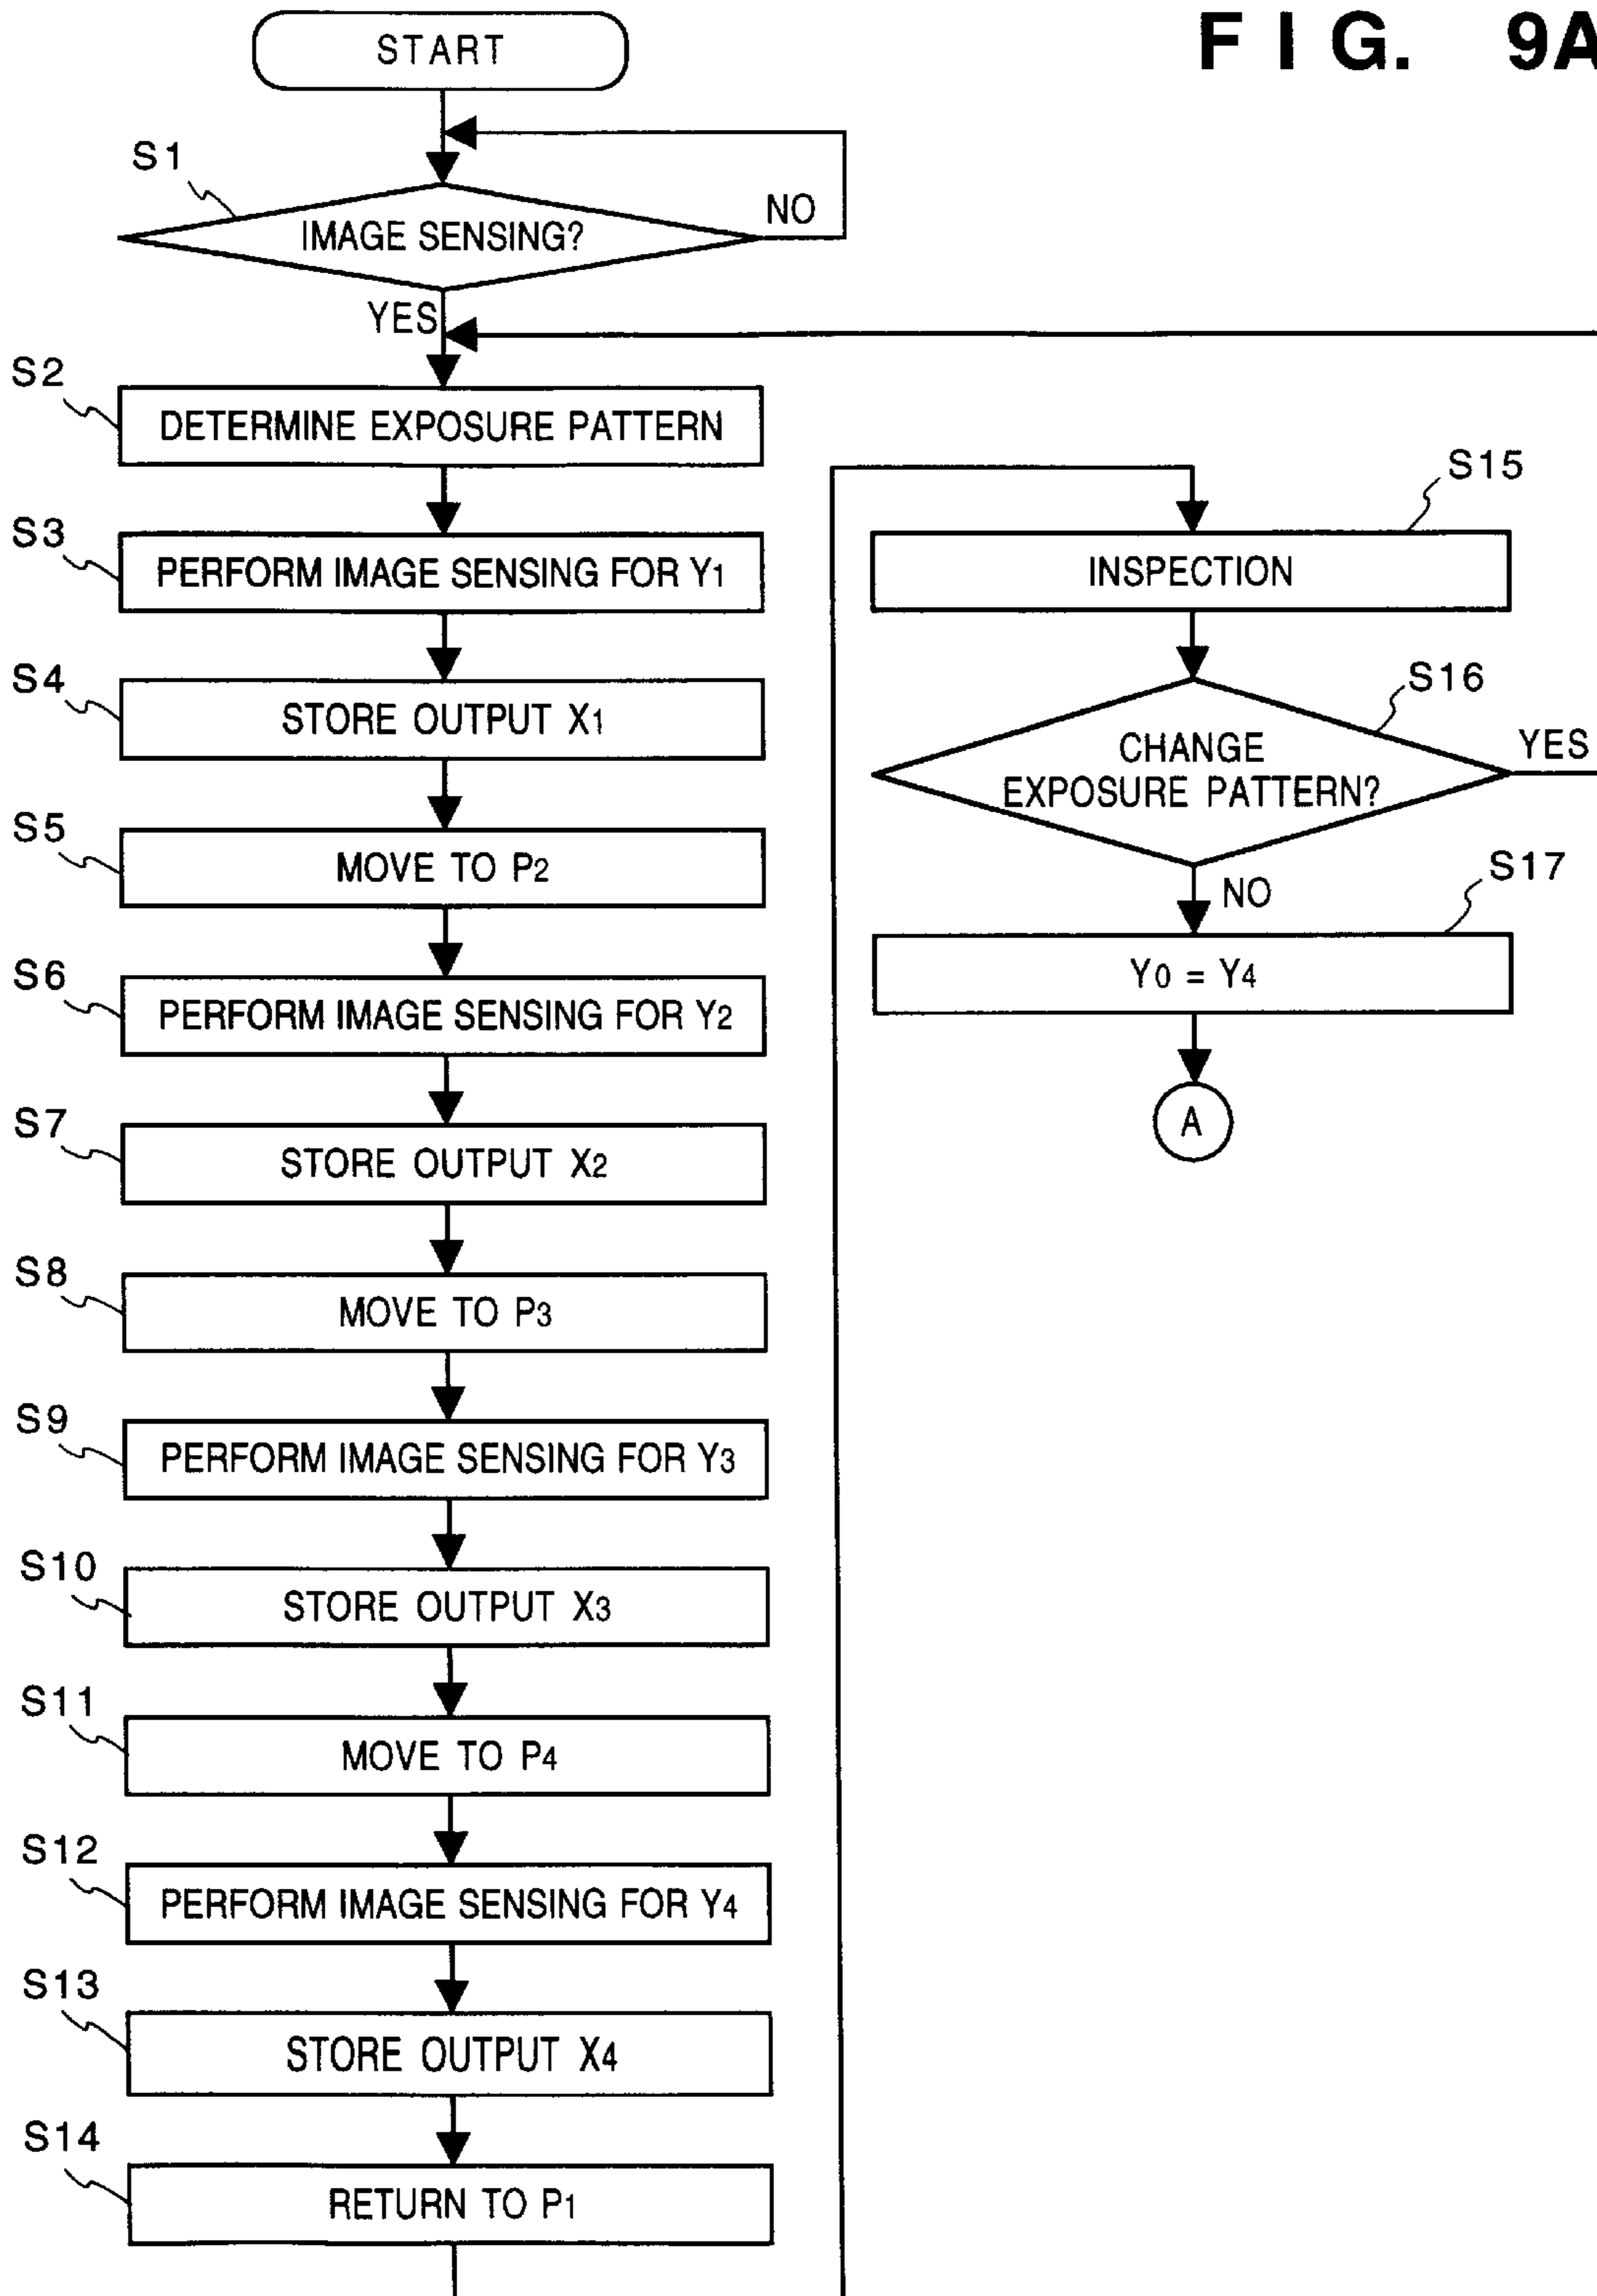 FIG. 9A
START
S1
IMAGE SENSING?
NO
YES
S2
DETERMINE EXPOSURE PATTERN
S3
PERFORM IMAGE SENSING FOR Y1
S4
STORE OUTPUT X1
S5
MOVE TO P2
S6
PERFORM IMAGE SENSING FOR Y2
S7
STORE OUTPUT X2
S8
MOVE TO P3
S9
PERFORM IMAGE SENSING FOR Y3
S10
STORE OUTPUT X3
S11
MOVE TO P4
S12
PERFORM IMAGE SENSING FOR Y4
S13
STORE OUTPUT X4
S14
RETURN TO P1
S15
INSPECTION
S16
CHANGE
EXPOSURE PATTERN?
YES
NO
S17
Y0 = Y4
A